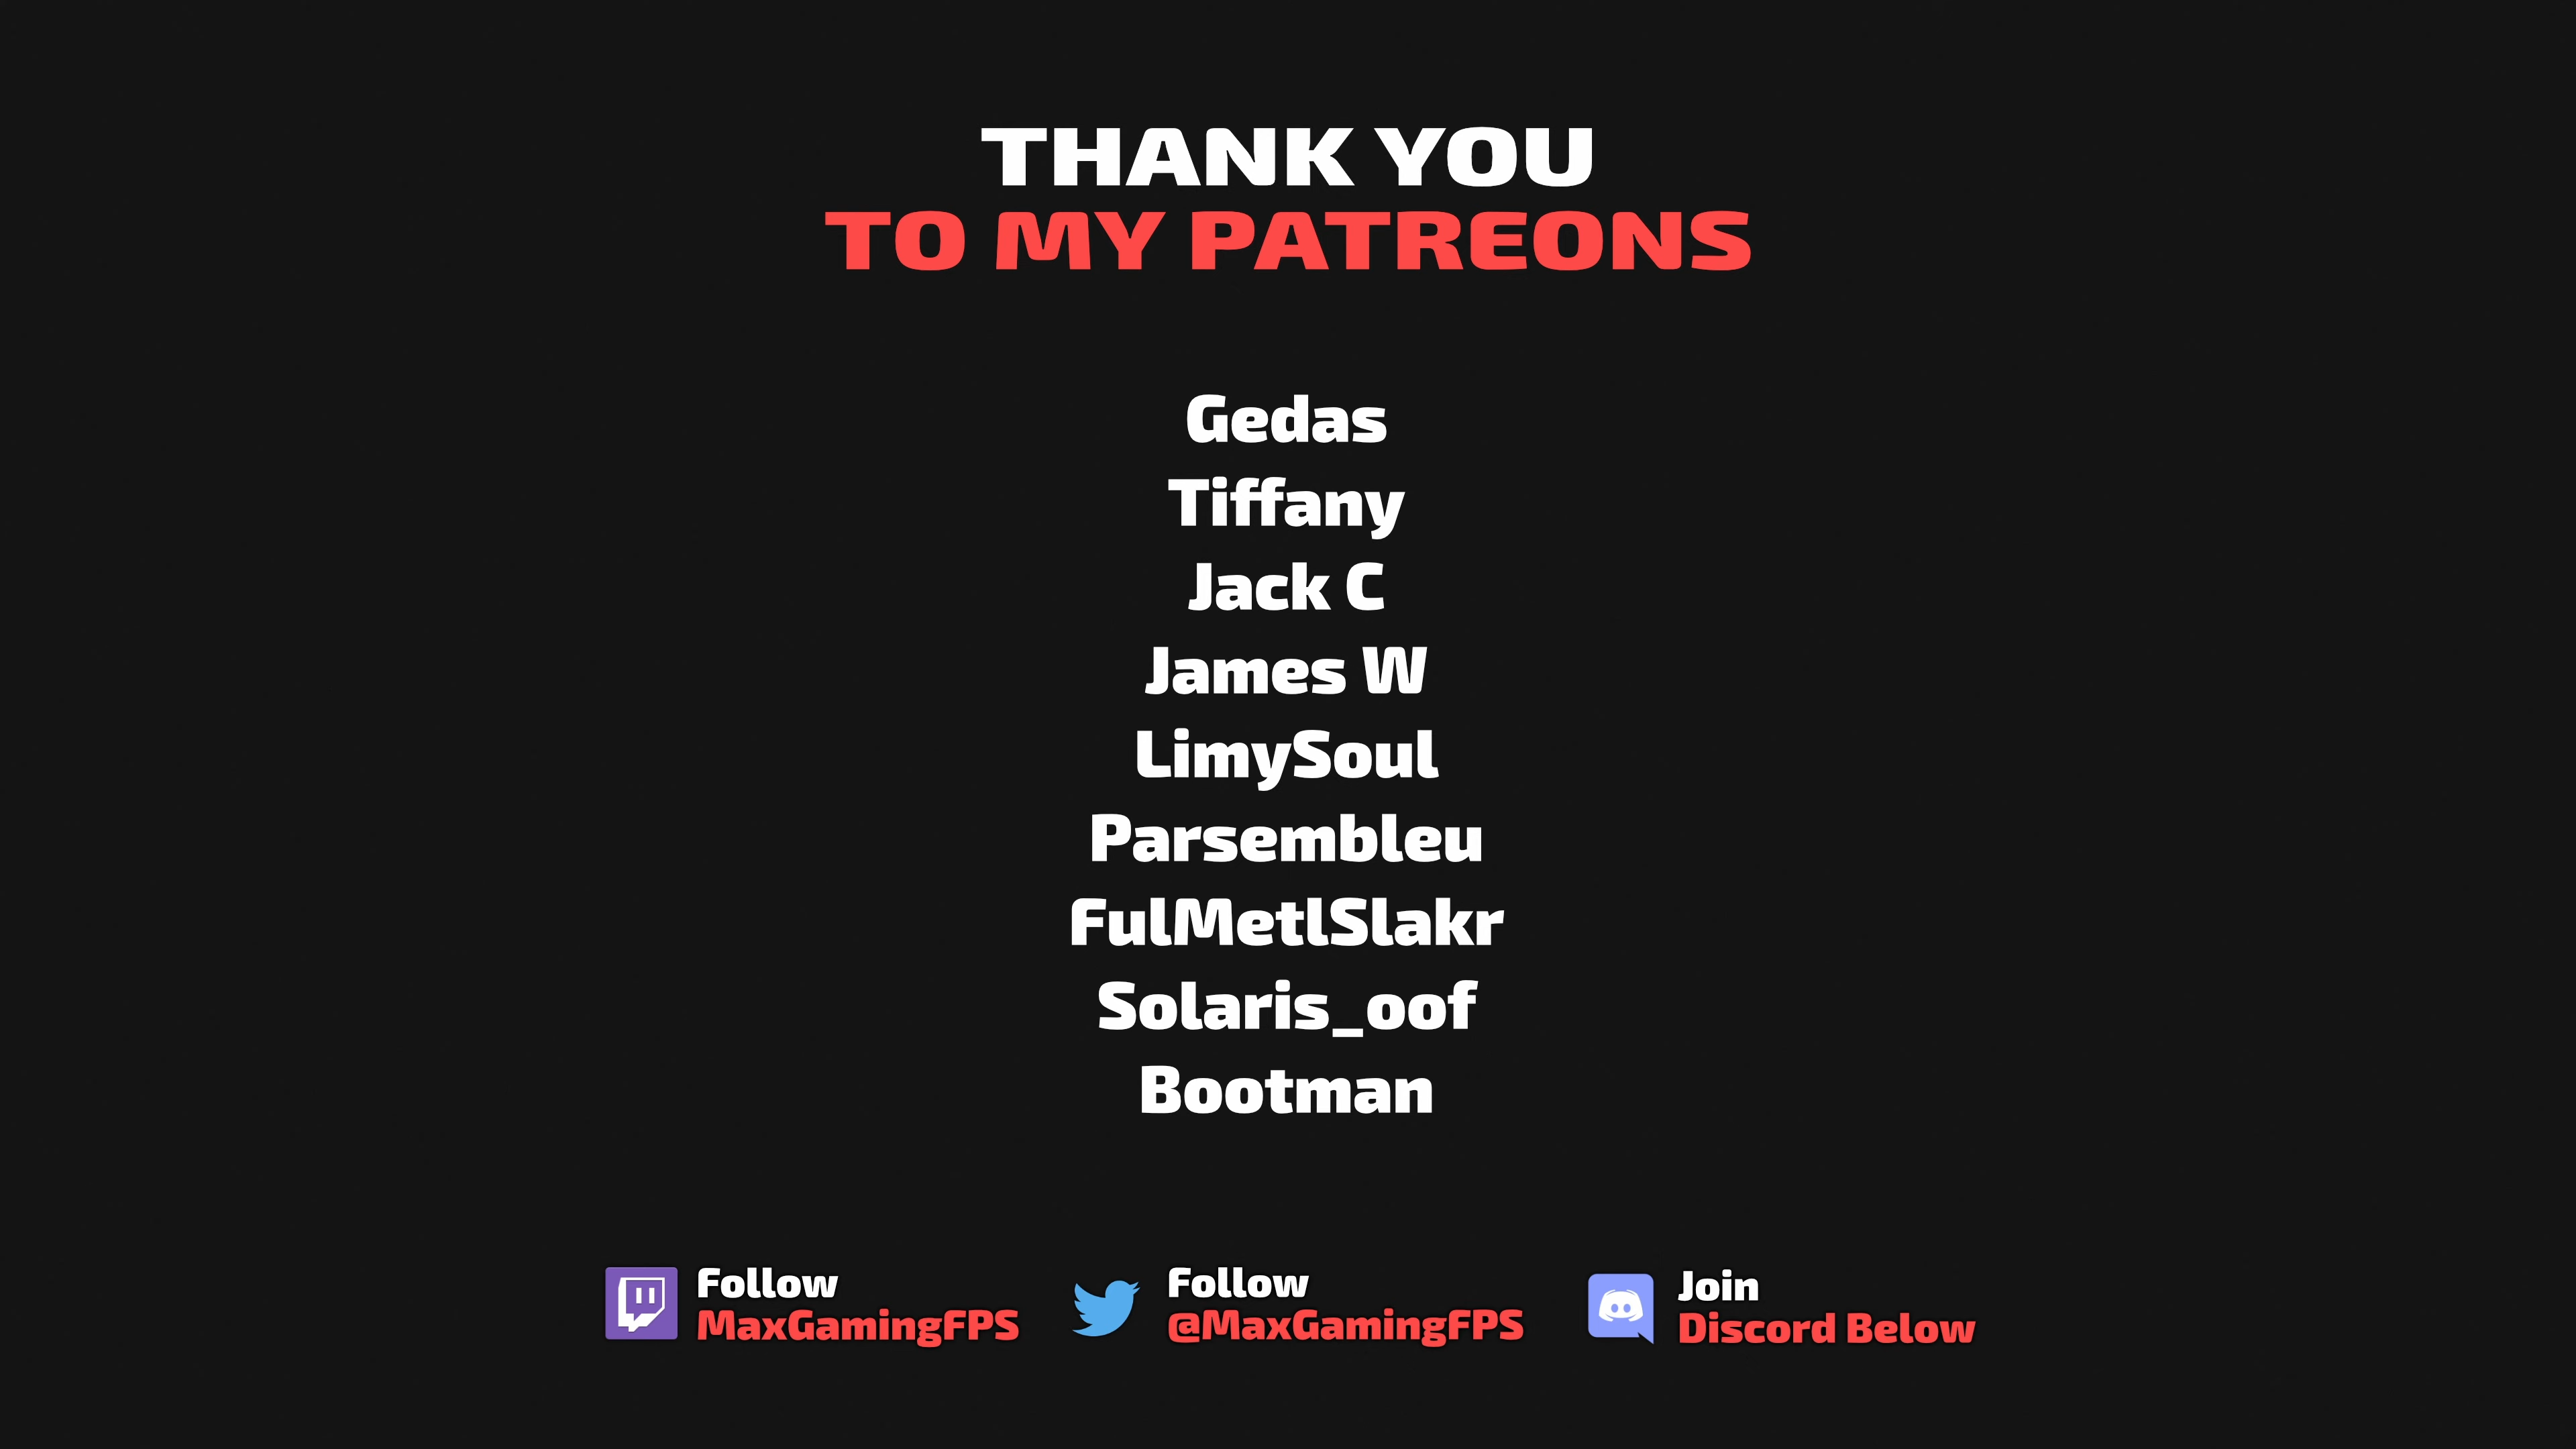 THANK YOU
TO MY PATREONS
Gedas
Tiffany
Jack C
James W
LimySoul
Parsembleu
FulMetlSlakr
Solaris_oof
Bootman
Follow
MaxGamingFPS
Follow
@MaxGamingFPS
Join
Discord Below